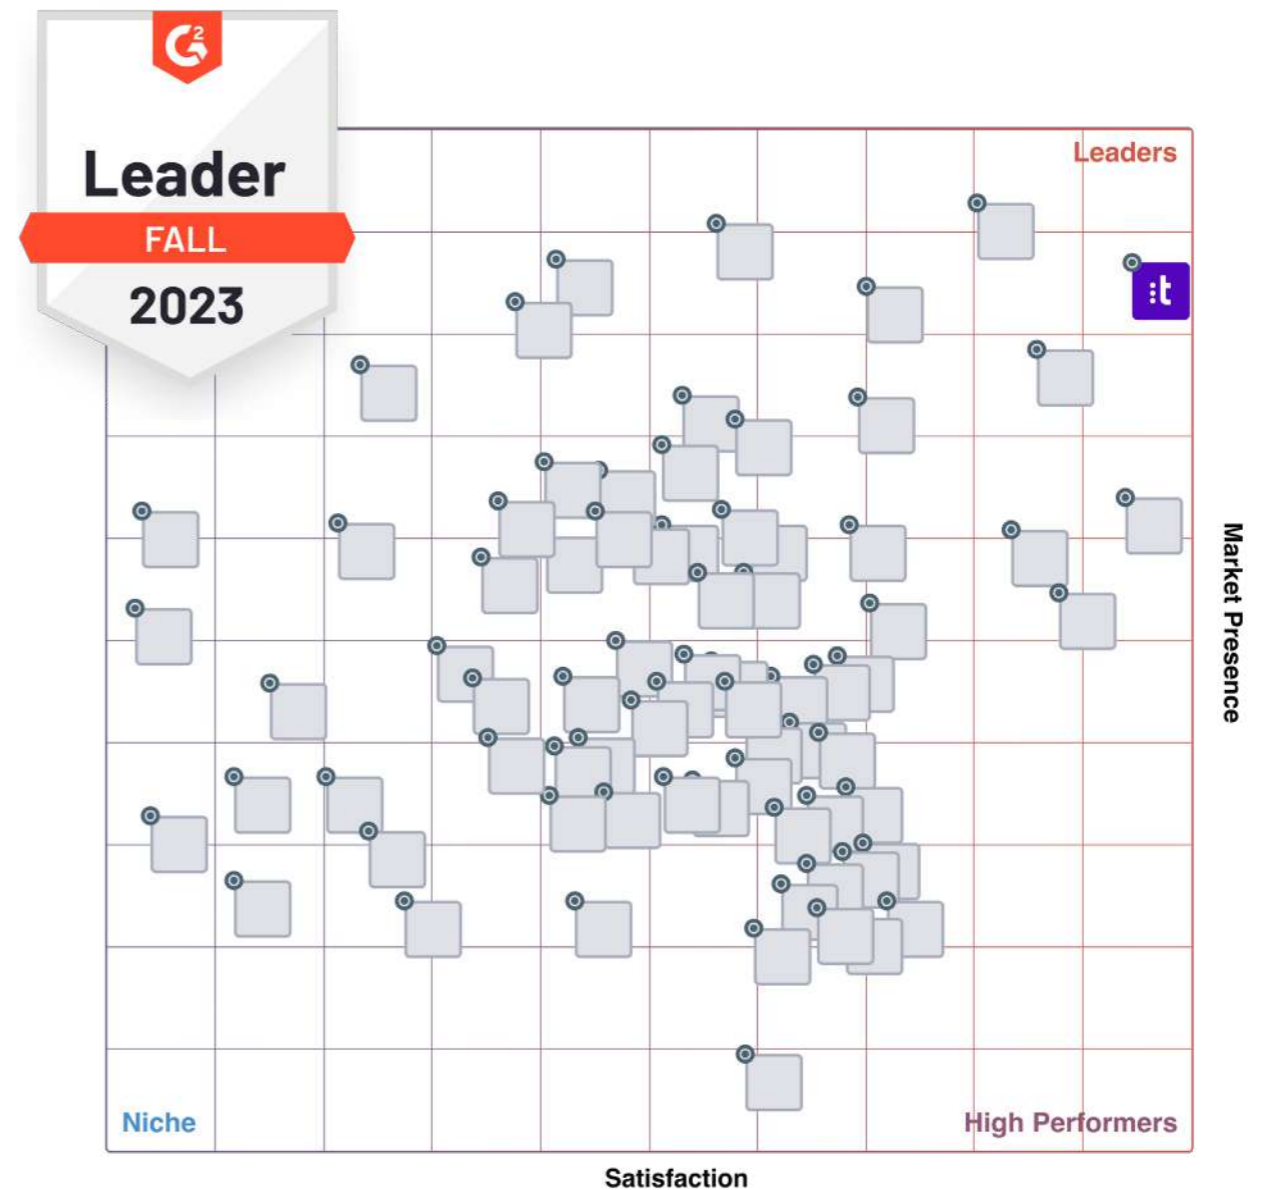 G2
Leader
FALL
2023
Leaders
:t
Market Presence
Niche
High Performers
Satisfaction